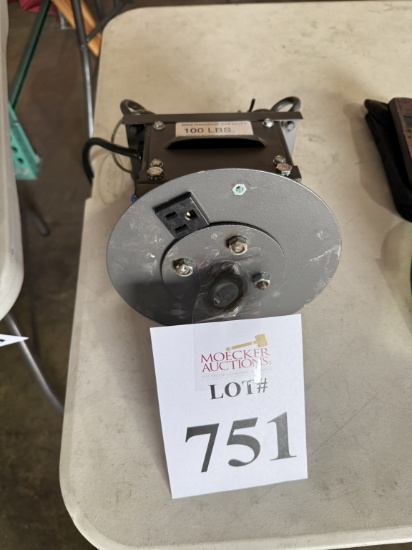 100 LBS.
MOECKER
AUCTIONS
LOT#
751